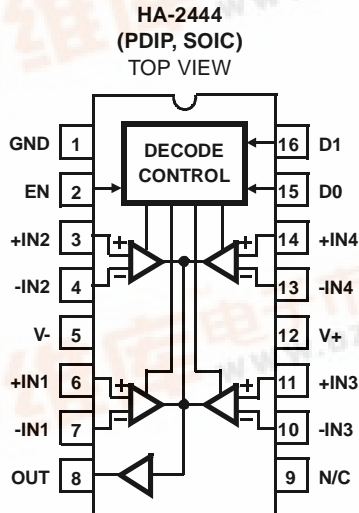 HA-2444
(PDIP, SOIC)
TOP VIEW
GND 1
16 D1
DECODE
CONTROL
EN 2
15 D0
+IN2 3 +
+ 14 +IN4
-IN2 4 −
− 13 -IN4
V- 5
12 V+
+IN1 6 +
+ 11 +IN3
-IN1 7 −
− 10 -IN3
OUT 8
9 N/C